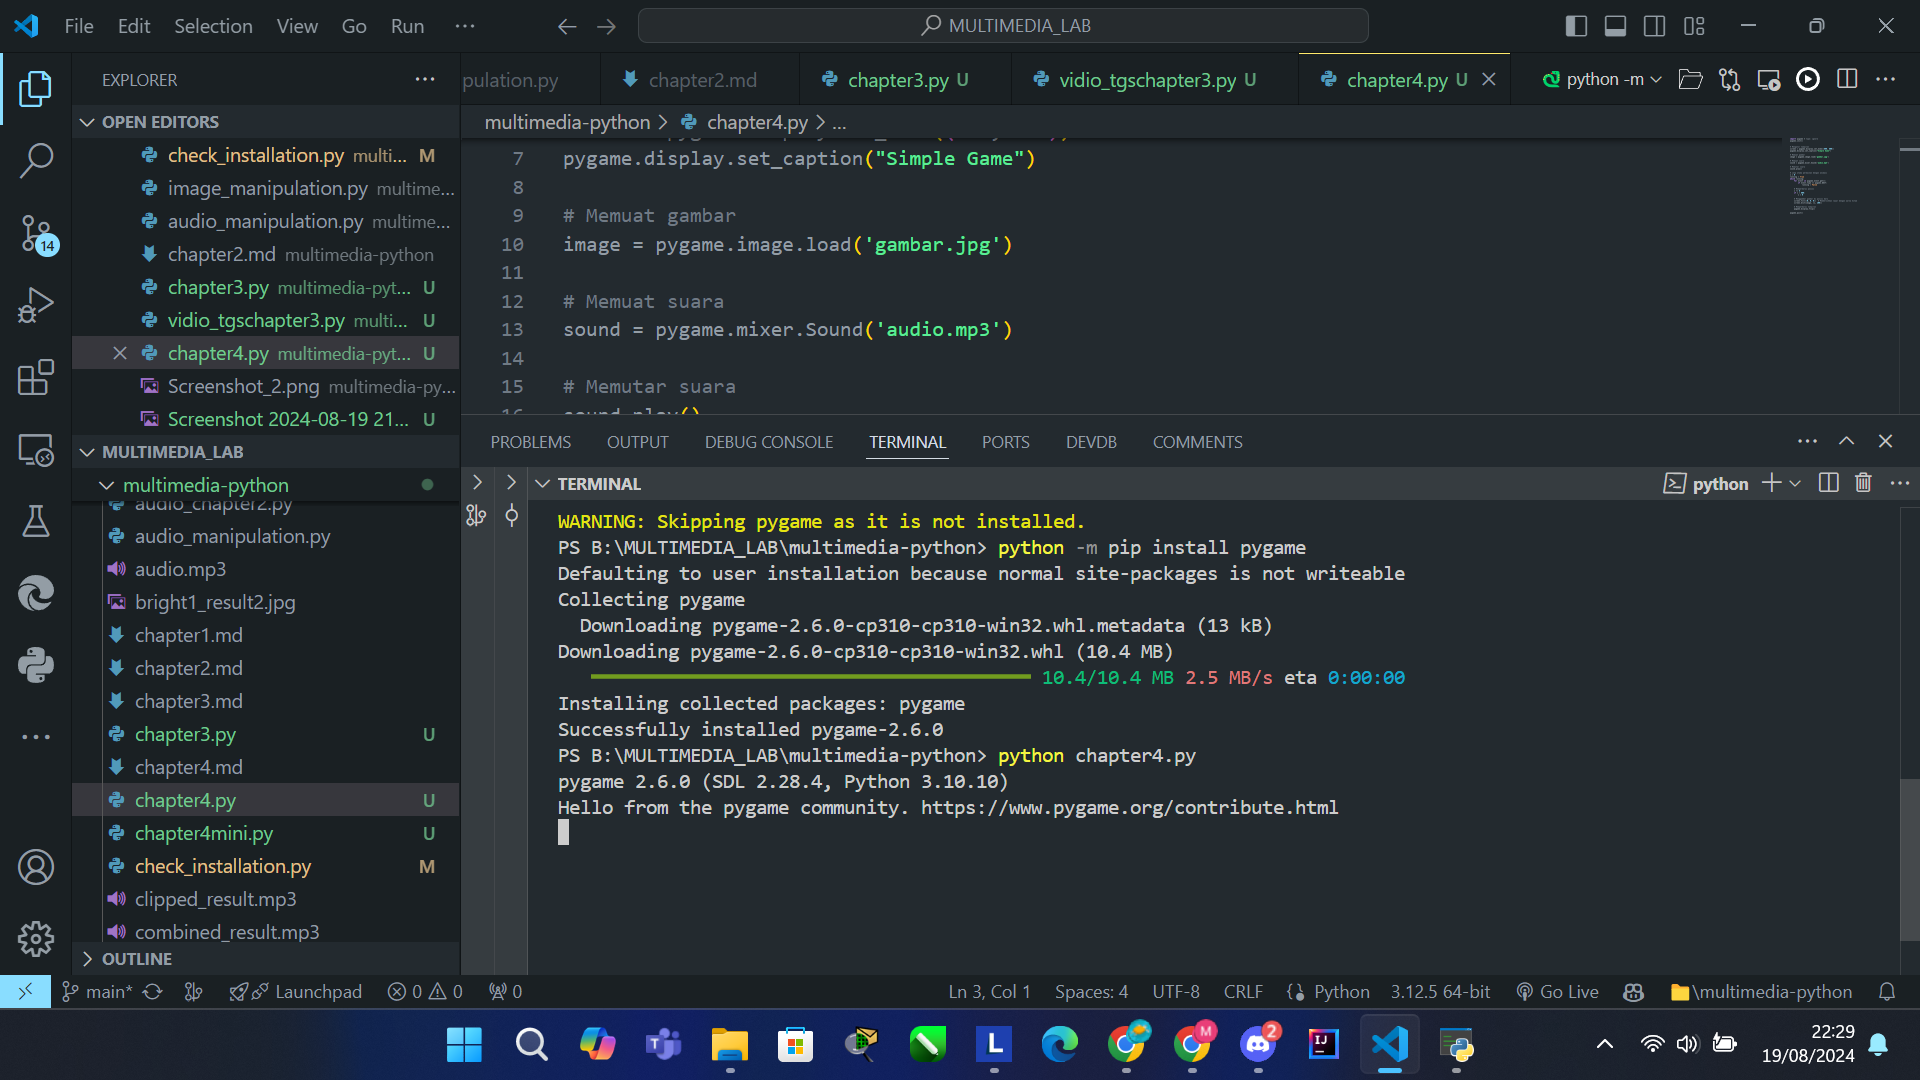 File Edit Selection View Go Run ··· MULTIMEDIA_LAB
EXPLORER
pulation.py chapter2.md chapter3.py U vidio_tgschapter3.py U chapter4.py U python -m
OPEN EDITORS
check_installation.py multi... M
image_manipulation.py multime...
audio_manipulation.py multime...
chapter2.md multimedia-python
chapter3.py multimedia-pyt... U
vidio_tgschapter3.py multi... U
chapter4.py multimedia-pyt... U
Screenshot_2.png multimedia-py...
Screenshot 2024-08-19 21... U
MULTIMEDIA_LAB
multimedia-python
audio_chapter2.py
audio_manipulation.py
audio.mp3
bright1_result2.jpg
chapter1.md
chapter2.md
chapter3.md
chapter3.py U
chapter4.md
chapter4.py U
chapter4mini.py U
check_installation.py M
clipped_result.mp3
combined_result.mp3
OUTLINE
14
multimedia-python > chapter4.py > ...
7 pygame.display.set_caption("Simple Game")
8
9 # Memuat gambar
10 image = pygame.image.load('gambar.jpg')
11
12 # Memuat suara
13 sound = pygame.mixer.Sound('audio.mp3')
14
15 # Memutar suara
16 sound.play()
PROBLEMS OUTPUT DEBUG CONSOLE TERMINAL PORTS DEVDB COMMENTS
TERMINAL python
WARNING: Skipping pygame as it is not installed.
PS B:\MULTIMEDIA_LAB\multimedia-python> python -m pip install pygame
Defaulting to user installation because normal site-packages is not writeable
Collecting pygame
Downloading pygame-2.6.0-cp310-cp310-win32.whl.metadata (13 kB)
Downloading pygame-2.6.0-cp310-cp310-win32.whl (10.4 MB)
10.4/10.4 MB 2.5 MB/s eta 0:00:00
Installing collected packages: pygame
Successfully installed pygame-2.6.0
PS B:\MULTIMEDIA_LAB\multimedia-python> python chapter4.py
pygame 2.6.0 (SDL 2.28.4, Python 3.10.10)
Hello from the pygame community. https://www.pygame.org/contribute.html
main* Launchpad 0 0 0 Ln 3, Col 1 Spaces: 4 UTF-8 CRLF Python 3.12.5 64-bit Go Live \multimedia-python
L M 2 IJ
22:29
19/08/2024